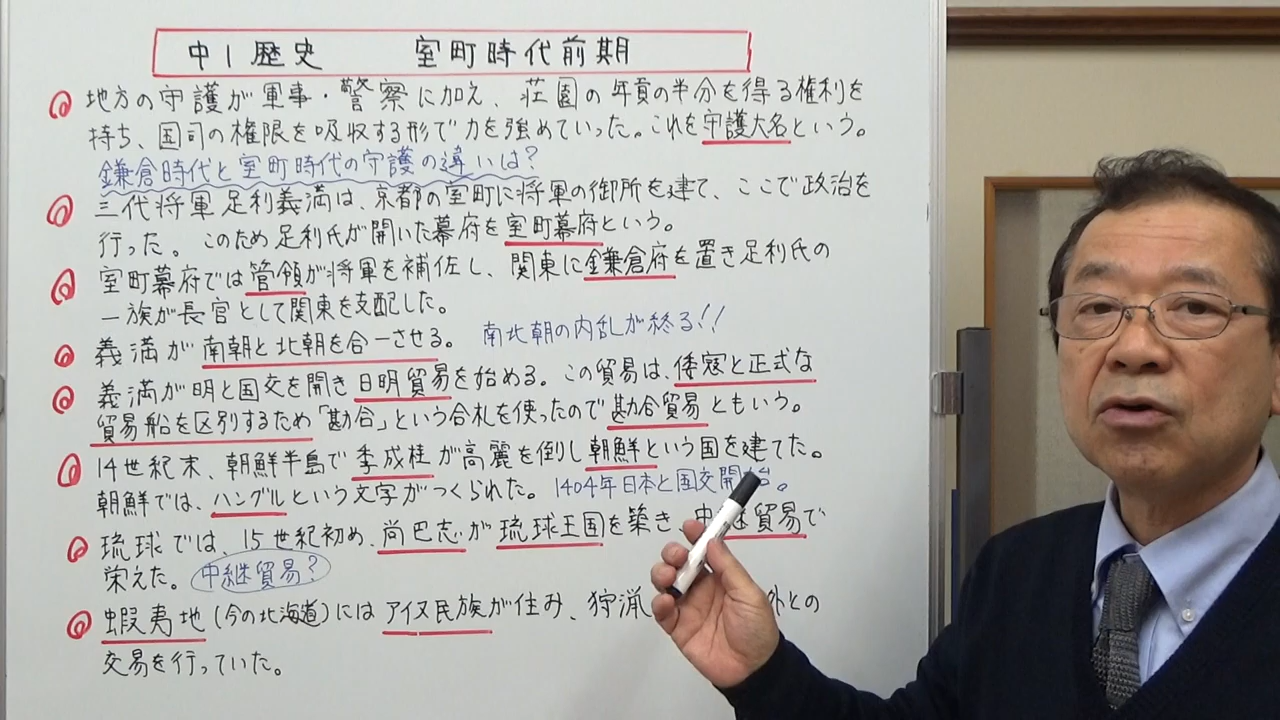 中1歴史 室町時代前期
地方の守護が軍事・警察に加え、荘園の年貢の半分を得る権利を
持ち、国司の権限を吸収する形で力を強めていった。これを守護大名という。
鎌倉時代と室町時代の守護の違いは?
三代将軍足利義満は、京都の室町に将軍の御所を建て、ここで政治を
行った。このため足利氏が開いた幕府を室町幕府という。
室町幕府では管領が将軍を補佐し、関東に鎌倉府を置き足利氏の
一族が長官として関東を支配した。
義満が南朝と北朝を合一させる。 南北朝の内乱が終る!!
義満が明と国交を開き日明貿易を始める。この貿易は、倭寇と正式な
貿易船を区別するため「勘合」という合札を使ったので勘合貿易ともいう。
14世紀末、朝鮮半島で李成桂が高麗を倒し朝鮮という国を建てた。
朝鮮では、ハングルという文字がつくられた。 1404年日本と国交開始。
琉球では、15世紀初め、尚巴志が琉球王国を築き、中継貿易で
栄えた。 中継貿易?
蝦夷地(今の北海道)にはアイヌ民族が住み、狩漁 外との
交易を行っていた。